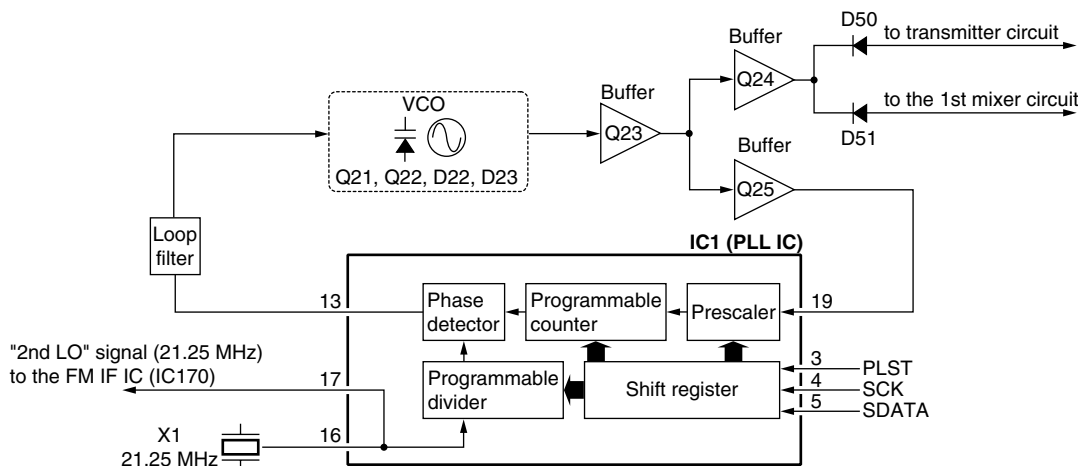 D50
to transmitter circuit
Buffer
Q24
Buffer
Q23
to the 1st mixer circuit
D51
VCO
Q21, Q22, D22, D23
Buffer
Q25
Loop
filter
IC1 (PLL IC)
13
Phase
detector
Programmable
counter
Prescaler
19
"2nd LO" signal (21.25 MHz)
to the FM IF IC (IC170)
17
Programmable
divider
Shift register
3
PLST
4
SCK
5
SDATA
X1
21.25 MHz
16